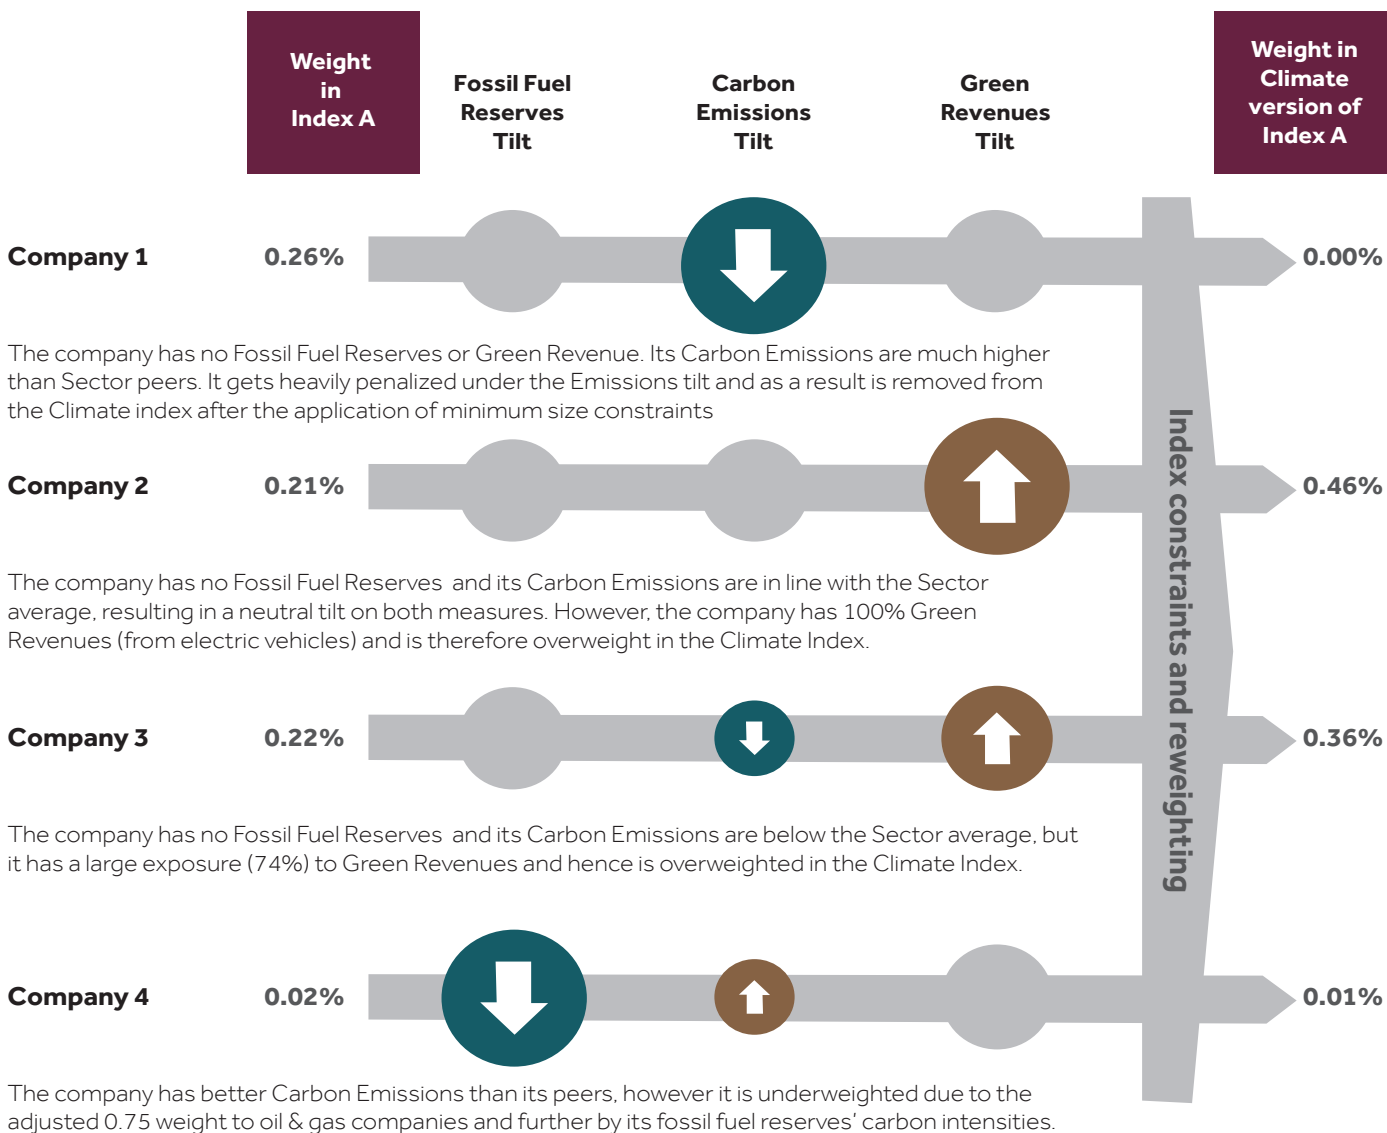 Weight
in
Index A
Fossil Fuel
Reserves
Tilt
Carbon
Emissions
Tilt
Green
Revenues
Tilt
Weight in
Climate
version of
Index A
Company 1
0.26%
0.00%
The company has no Fossil Fuel Reserves or Green Revenue. Its Carbon Emissions are much higher
than Sector peers. It gets heavily penalized under the Emissions tilt and as a result is removed from
the Climate index after the application of minimum size constraints
Company 2
0.21%
0.46%
The company has no Fossil Fuel Reserves and its Carbon Emissions are in line with the Sector
average, resulting in a neutral tilt on both measures. However, the company has 100% Green
Revenues (from electric vehicles) and is therefore overweight in the Climate Index.
Company 3
0.22%
0.36%
The company has no Fossil Fuel Reserves and its Carbon Emissions are below the Sector average, but
it has a large exposure (74%) to Green Revenues and hence is overweighted in the Climate Index.
Company 4
0.02%
0.01%
The company has better Carbon Emissions than its peers, however it is underweighted due to the
adjusted 0.75 weight to oil & gas companies and further by its fossil fuel reserves' carbon intensities.
Index constraints and reweighting